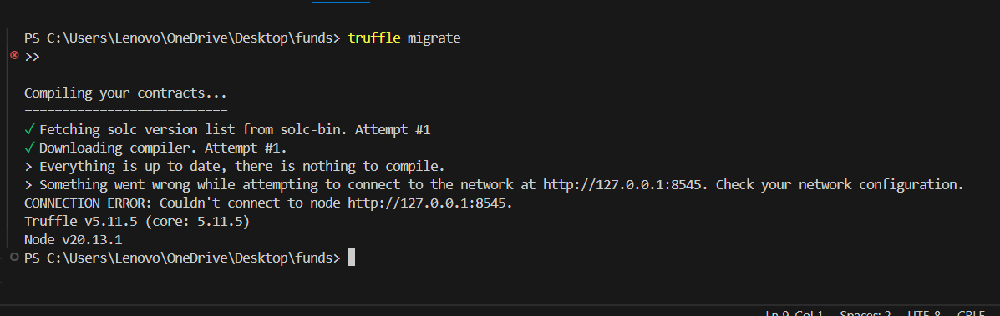 PS C:\Users\Lenovo\OneDrive\Desktop\funds> truffle migrate
>>
Compiling your contracts...
===========================
✓ Fetching solc version list from solc-bin. Attempt #1
✓ Downloading compiler. Attempt #1.
> Everything is up to date, there is nothing to compile.
> Something went wrong while attempting to connect to the network at http://127.0.0.1:8545. Check your network configuration.
CONNECTION ERROR: Couldn't connect to node http://127.0.0.1:8545.
Truffle v5.11.5 (core: 5.11.5)
Node v20.13.1
PS C:\Users\Lenovo\OneDrive\Desktop\funds>
Ln 9, Col 1 Spaces: 2 UTF-8 CRLF